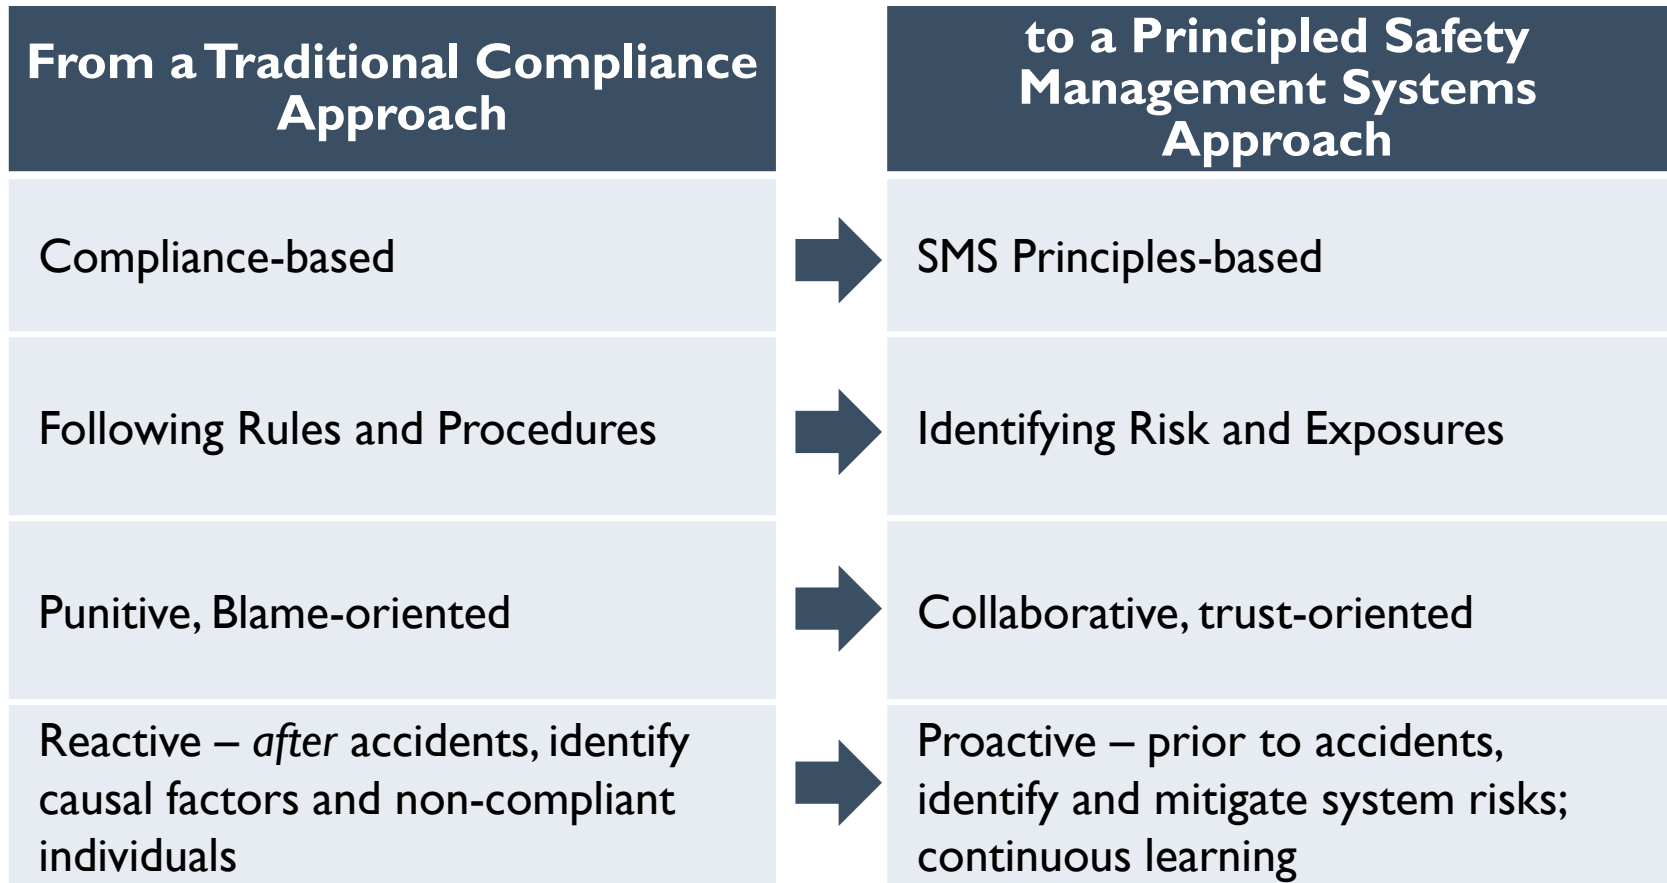 From a Traditional Compliance
Approach
to a Principled Safety
Management Systems
Approach
Compliance-based
SMS Principles-based
Following Rules and Procedures
Identifying Risk and Exposures
Punitive, Blame-oriented
Collaborative, trust-oriented
Reactive – after accidents, identify
causal factors and non-compliant
individuals
Proactive – prior to accidents,
identify and mitigate system risks;
continuous learning